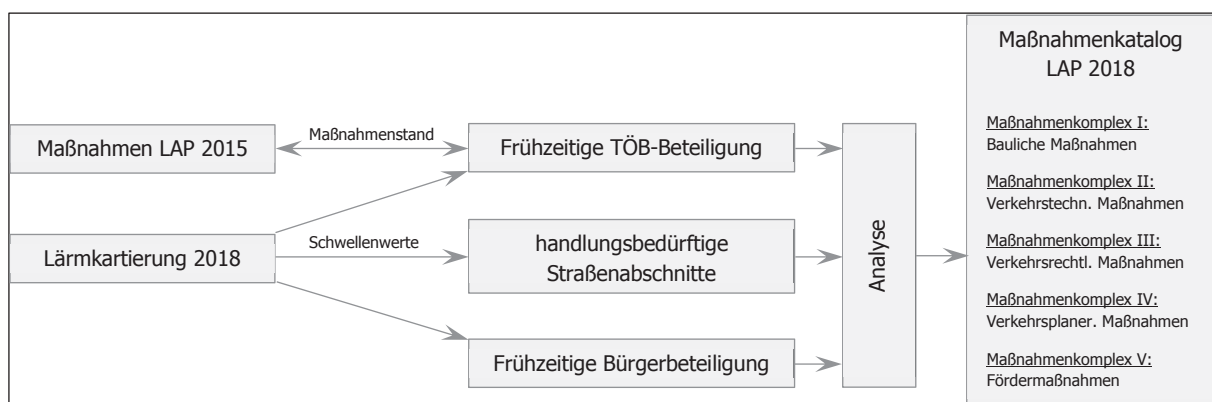 Maßnahmen LAP 2015
Lärmkartierung 2018
Maßnahmenstand
Schwellenwerte
Frühzeitige TÖB-Beteiligung
handlungsbedürftige
Straßenabschnitte
Frühzeitige Bürgerbeteiligung
Analyse
Maßnahmenkatalog
LAP 2018
Maßnahmenkomplex I:
Bauliche Maßnahmen
Maßnahmenkomplex II:
Verkehrstechn. Maßnahmen
Maßnahmenkomplex III:
Verkehrsrechtl. Maßnahmen
Maßnahmenkomplex IV:
Verkehrsplaner. Maßnahmen
Maßnahmenkomplex V:
Fördermaßnahmen